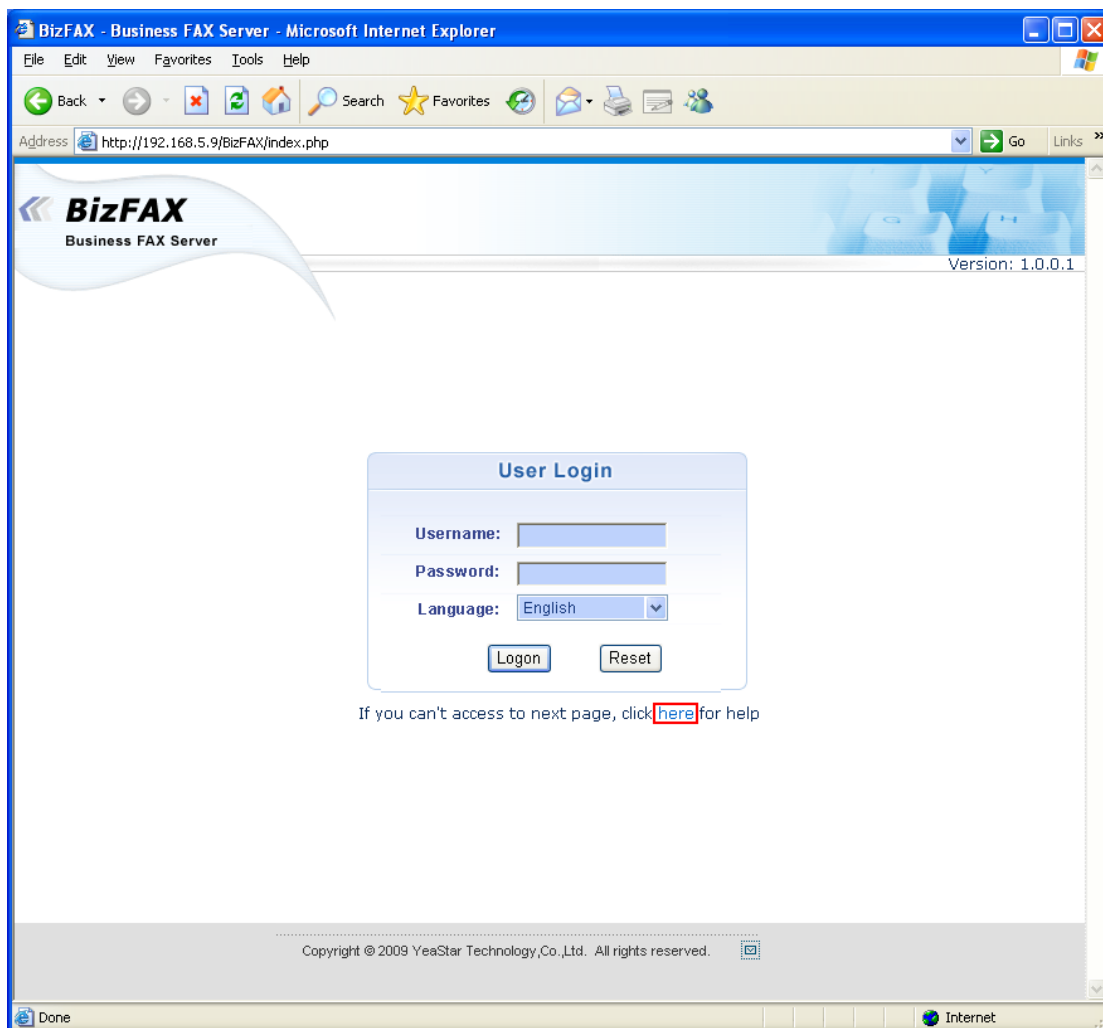 BizFAX - Business FAX Server - Microsoft Internet Explorer
File Edit View Favorites Tools Help
Back Search Favorites
Address http://192.168.5.9/BizFAX/index.php Go Links »
BizFAX
Business FAX Server
G H
Version: 1.0.0.1
User Login
Username:
Password:
Language: English
Logon Reset
If you can't access to next page, click here for help
Copyright © 2009 YeaStar Technology,Co.,Ltd. All rights reserved.
Done Internet